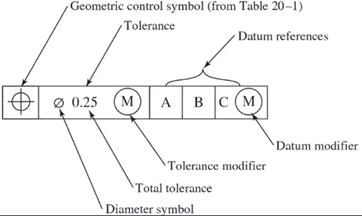 Geometric control symbol (from Table 20–1)
Tolerance
Datum references
⌖ ⌀ 0.25 Ⓜ A B C Ⓜ
Datum modifier
Tolerance modifier
Total tolerance
Diameter symbol